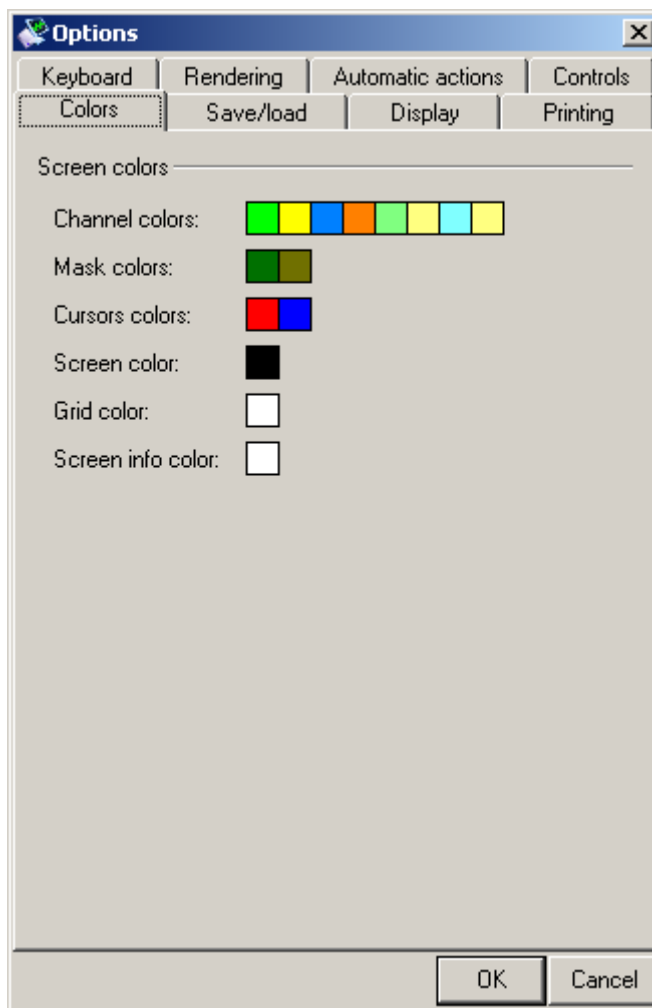 Options
Keyboard Rendering Automatic actions Controls
Colors Save/load Display Printing
Screen colors
Channel colors:
Mask colors:
Cursors colors:
Screen color:
Grid color:
Screen info color:
OK Cancel